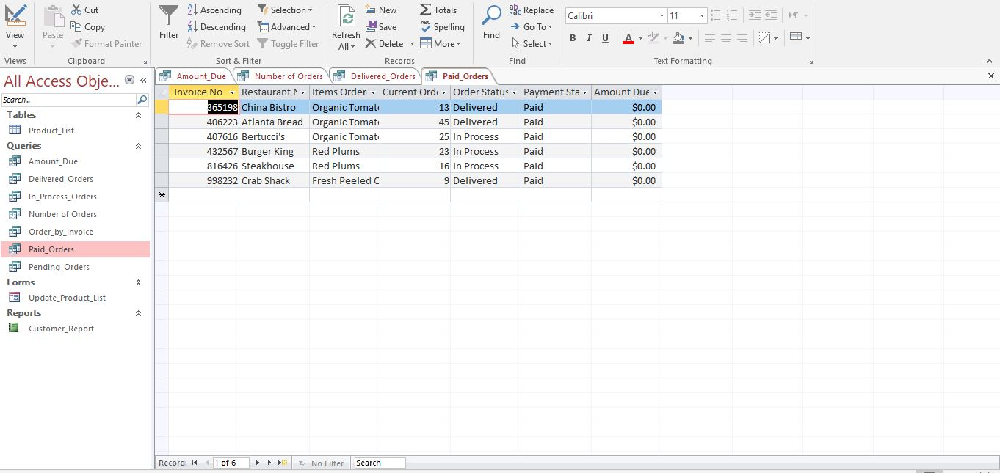 Cut
Copy
Format Painter
View
Paste
Views
Clipboard
Filter
Ascending
Descending
Remove Sort
Selection
Advanced
Toggle Filter
Sort & Filter
Refresh
All
New
Save
Delete
Totals
Spelling
More
Records
Find
Replace
Go To
Select
Find
Calibri
11
B I U A
Text Formatting
All Access Obje...
Search...
Tables
Product_List
Queries
Amount_Due
Delivered_Orders
In_Process_Orders
Number of Orders
Order_by_Invoice
Paid_Orders
Pending_Orders
Forms
Update_Product_List
Reports
Customer_Report
Amount_Due Number of Orders Delivered_Orders Paid_Orders
Invoice No Restaurant N Items Order Current Orde Order Status Payment Sta Amount Due
365198 China Bistro Organic Tomato 13 Delivered Paid $0.00
406223 Atlanta Bread Organic Tomato 45 Delivered Paid $0.00
407616 Bertucci's Organic Tomato 25 In Process Paid $0.00
432567 Burger King Red Plums 23 In Process Paid $0.00
816426 Steakhouse Red Plums 16 In Process Paid $0.00
998232 Crab Shack Fresh Peeled C 9 Delivered Paid $0.00
Record: 1 of 6 No Filter Search